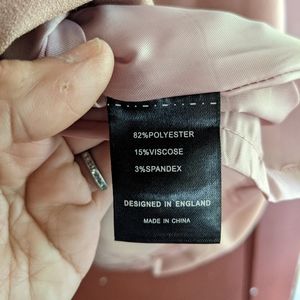 82%POLYESTER
15%VISCOSE
3%SPANDEX
DESIGNED IN ENGLAND
MADE IN CHINA